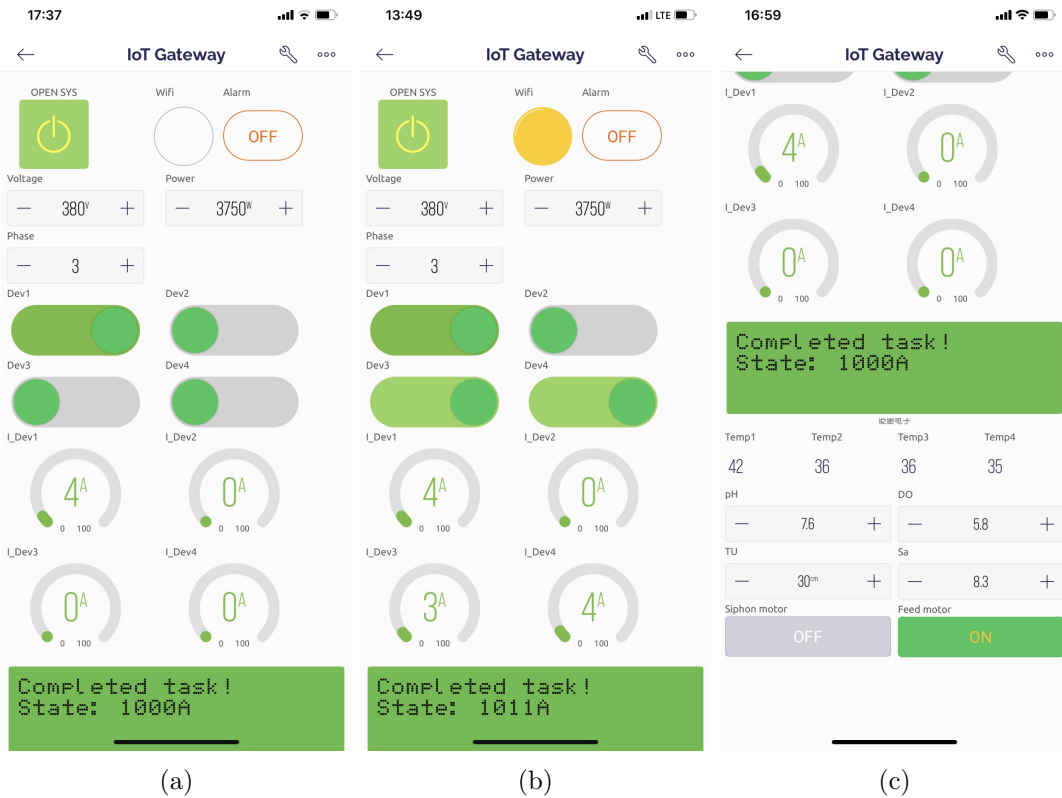 17:37
IoT Gateway
OPEN SYS Wifi Alarm
OFF
Voltage Power
— 380V + — 3750W +
Phase
— 3 +
Dev1 Dev2
Dev3 Dev4
I_Dev1 I_Dev2
4A 0A
0 100 0 100
I_Dev3 I_Dev4
0A 0A
0 100 0 100
Completed task!
State: 1000A
(a)
13:49 LTE
IoT Gateway
OPEN SYS Wifi Alarm
OFF
Voltage Power
— 380V + — 3750W +
Phase
— 3 +
Dev1 Dev2
Dev3 Dev4
I_Dev1 I_Dev2
4A 0A
0 100 0 100
I_Dev3 I_Dev4
3A 4A
0 100 0 100
Completed task!
State: 1011A
(b)
16:59
IoT Gateway
I_Dev1 I_Dev2
4A 0A
0 100 0 100
I_Dev3 I_Dev4
0A 0A
0 100 0 100
Completed task!
State: 1000A
Temp1 Temp2 Temp3 Temp4
42 36 36 35
pH DO
— 7.6 + — 5.8 +
TU Sa
— 30cm + — 8.3 +
Siphon motor Feed motor
OFF ON
(c)